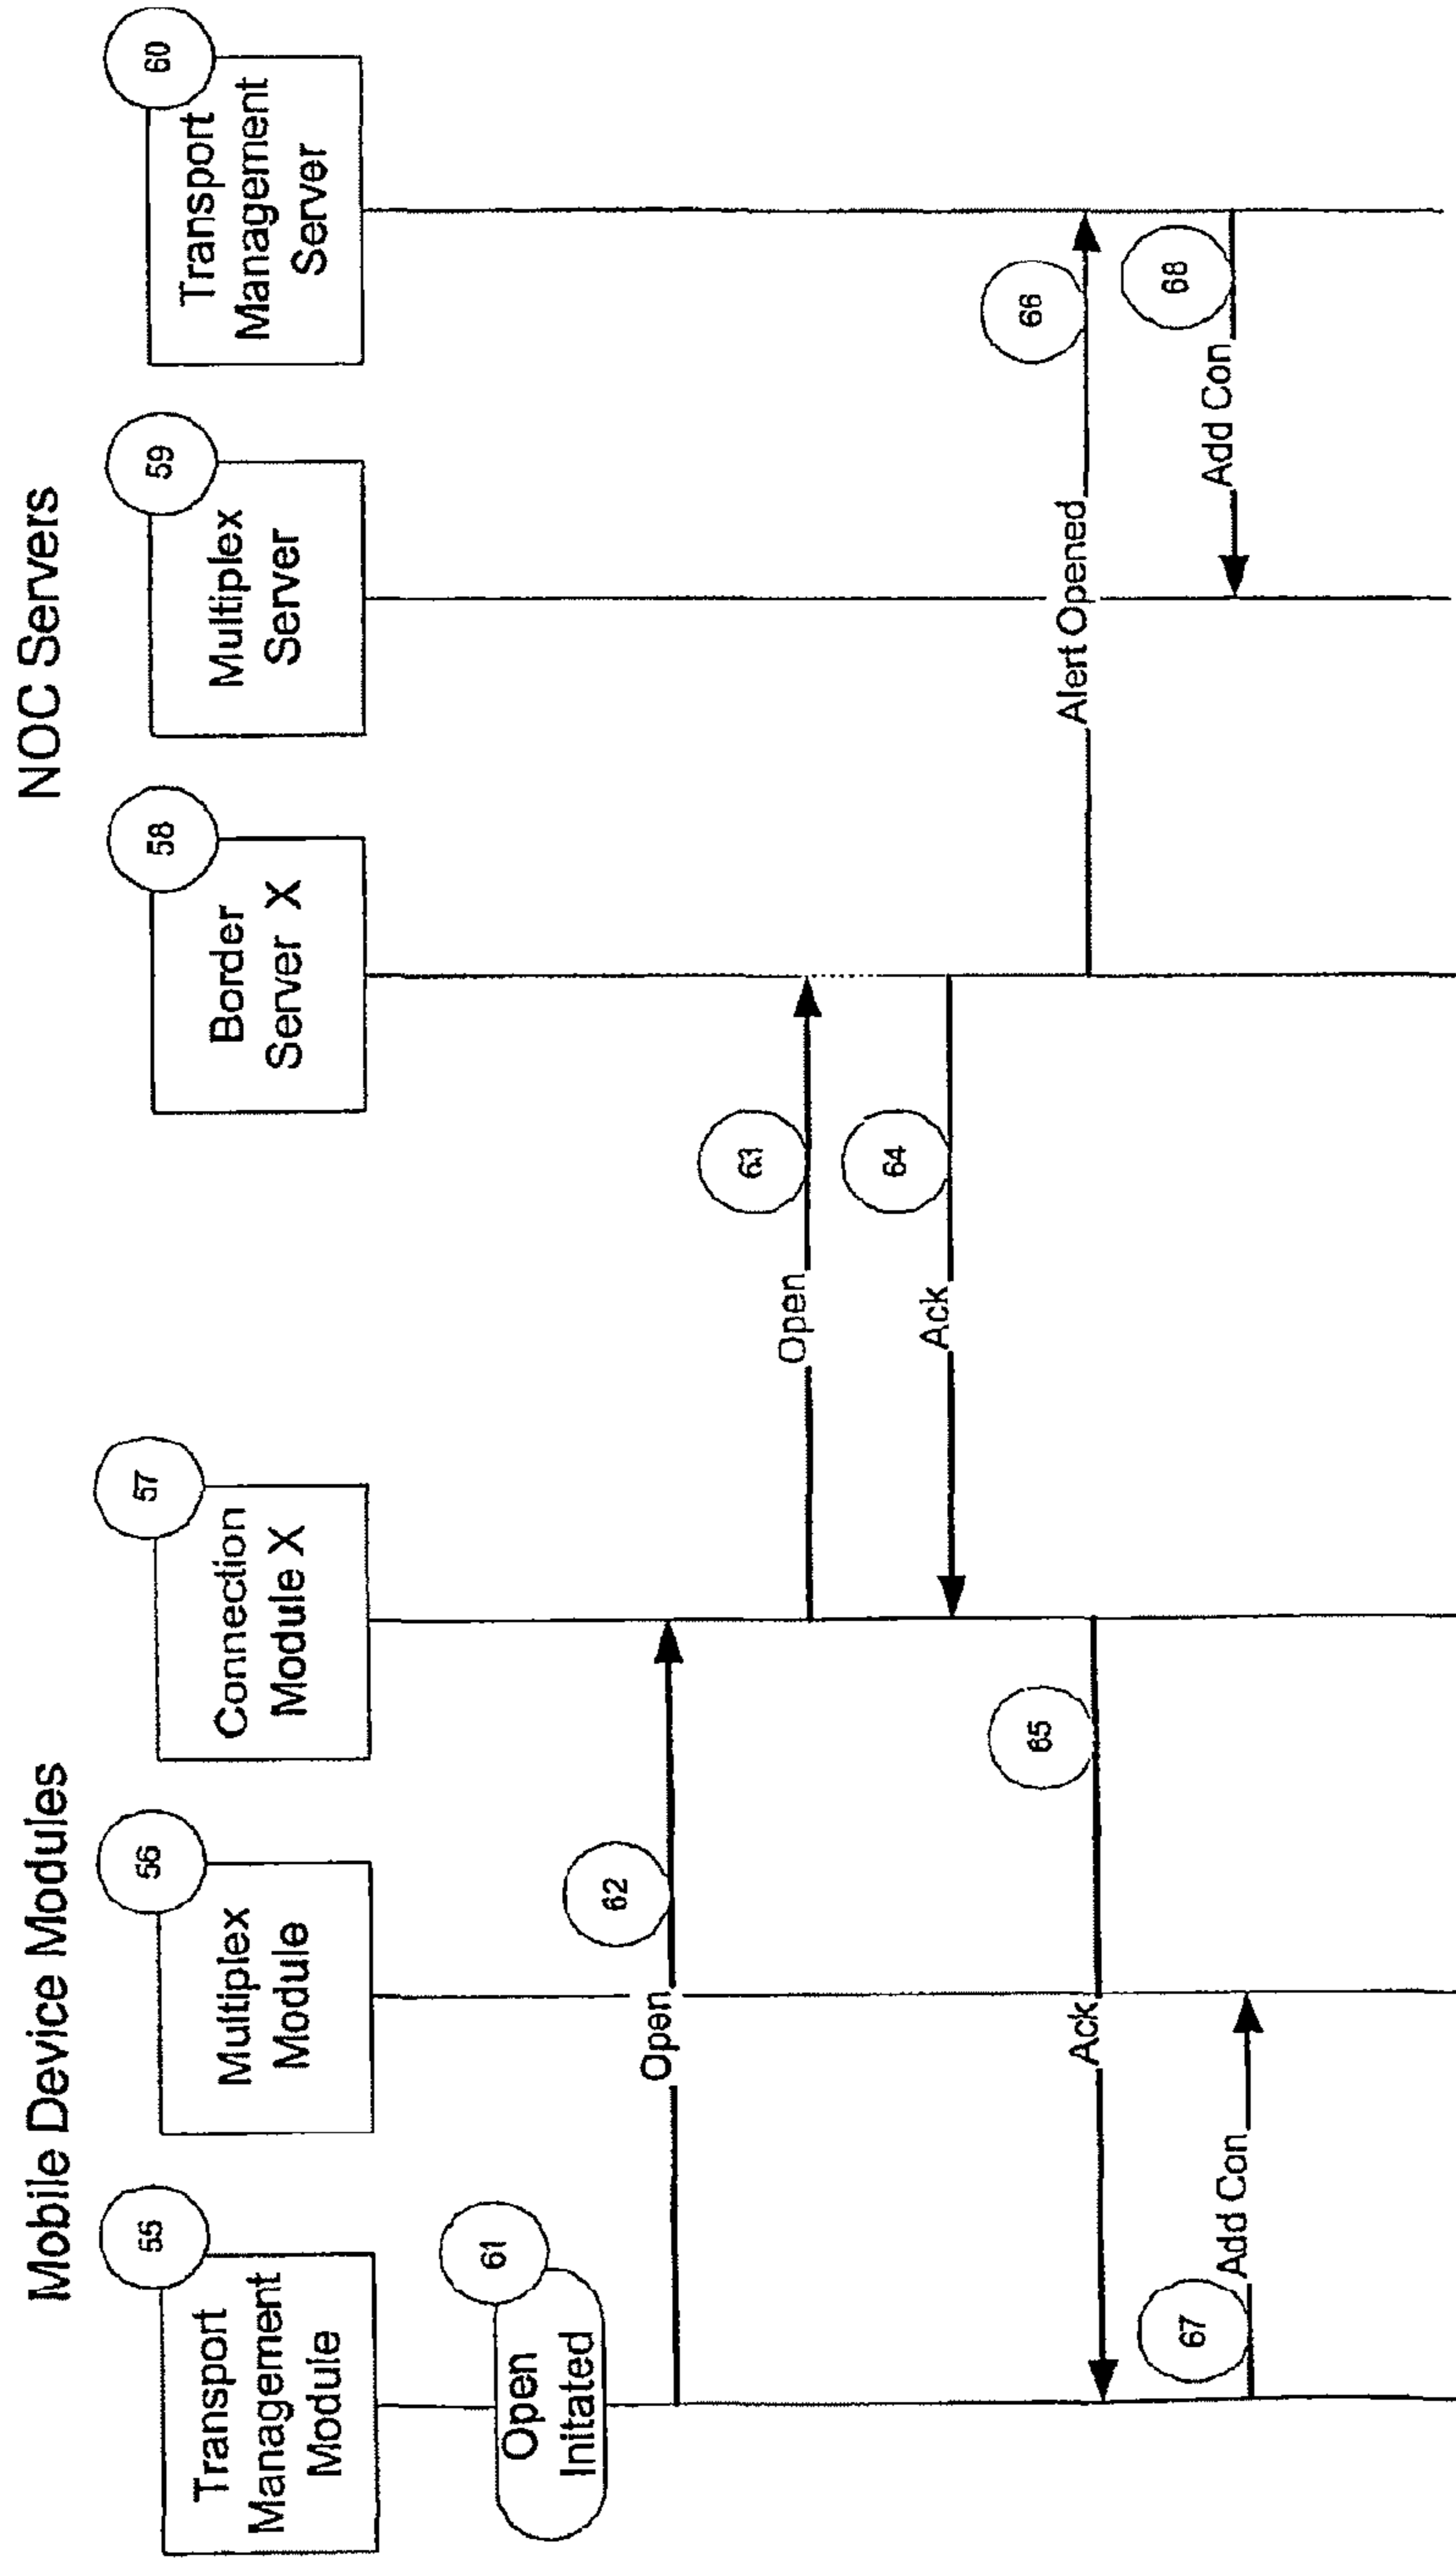 Mobile Device Modules
NOC Servers
55
Transport
Management
Module
56
Multiplex
Module
57
Connection
Module X
58
Border
Server X
59
Multiplex
Server
60
Transport
Management
Server
61
Open
Initated
62
Open
63
Open
64
Ack
65
Ack
66
Alert Opened
67
Add Con
68
Add Con